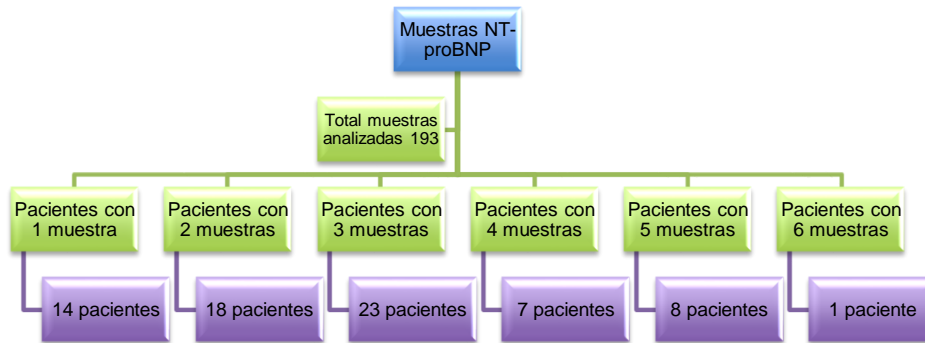 Muestras NT-
proBNP
Total muestras
analizadas 193
Pacientes con
1 muestra
Pacientes con
2 muestras
Pacientes con
3 muestras
Pacientes con
4 muestras
Pacientes con
5 muestras
Pacientes con
6 muestras
14 pacientes
18 pacientes
23 pacientes
7 pacientes
8 pacientes
1 paciente